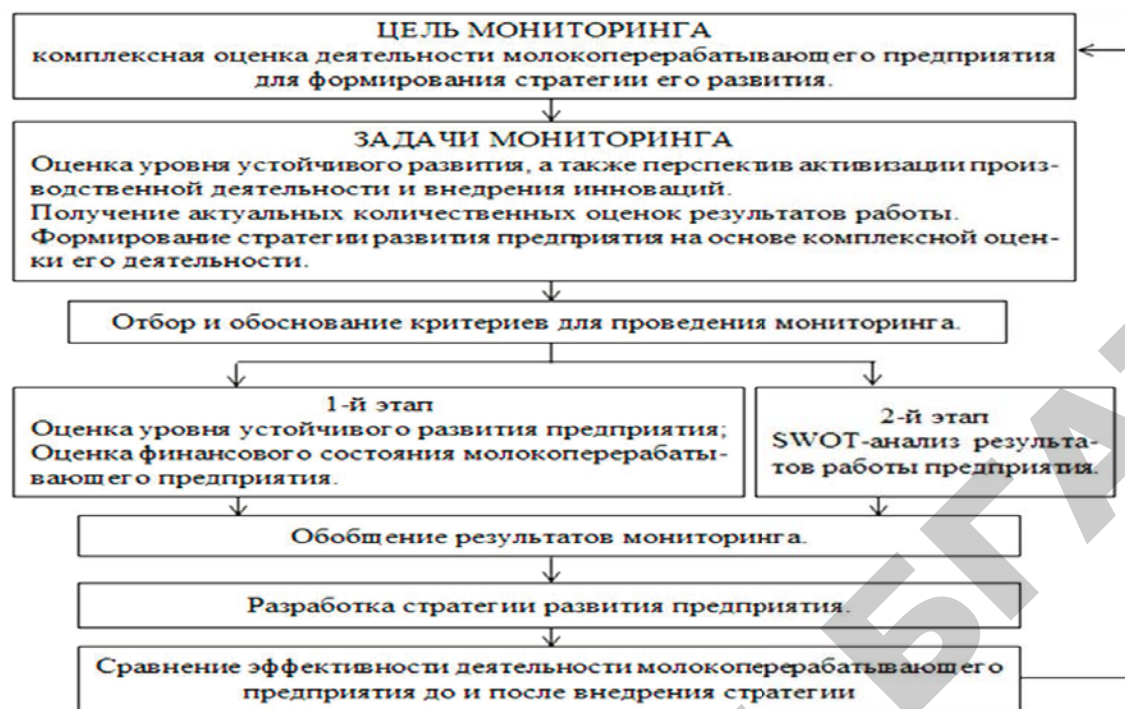 ЦЕЛЬ МОНИТОРИНГА
комплексная оценка деятельности молокоперерабатывающего предприятия
для формирования стратегии его развития.
ЗАДАЧИ МОНИТОРИНГА
Оценка уровня устойчивого развития, а также перспектив активизации произ-
водственной деятельности и внедрения инноваций.
Получение актуальных количественных оценок результатов работы.
Формирование стратегии развития предприятия на основе комплексной оцен-
ки его деятельности.
Отбор и обоснование критериев для проведения мониторинга.
1-й этап
Оценка уровня устойчивого развития предприятия;
Оценка финансового состояния молокоперерабаты-
вающего предприятия.
2-й этап
SWOT-анализ результа-
тов работы предприятия.
Обобщение результатов мониторинга.
Разработка стратегии развития предприятия.
Сравнение эффективности деятельности молокоперерабатывающего
предприятия до и после внедрения стратегии